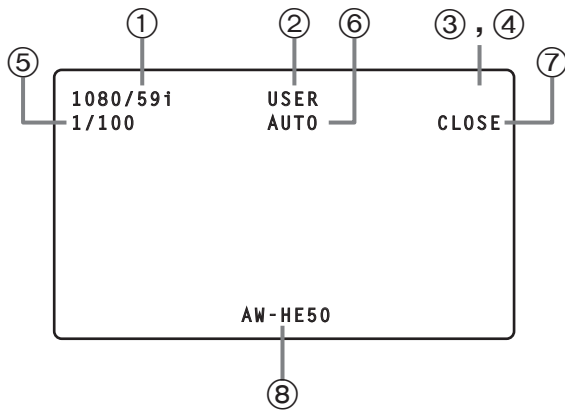 ① ② ⑥ ③ , ④
⑤ ⑦
1080/59i USER
1/100 AUTO CLOSE
AW-HE50
⑧